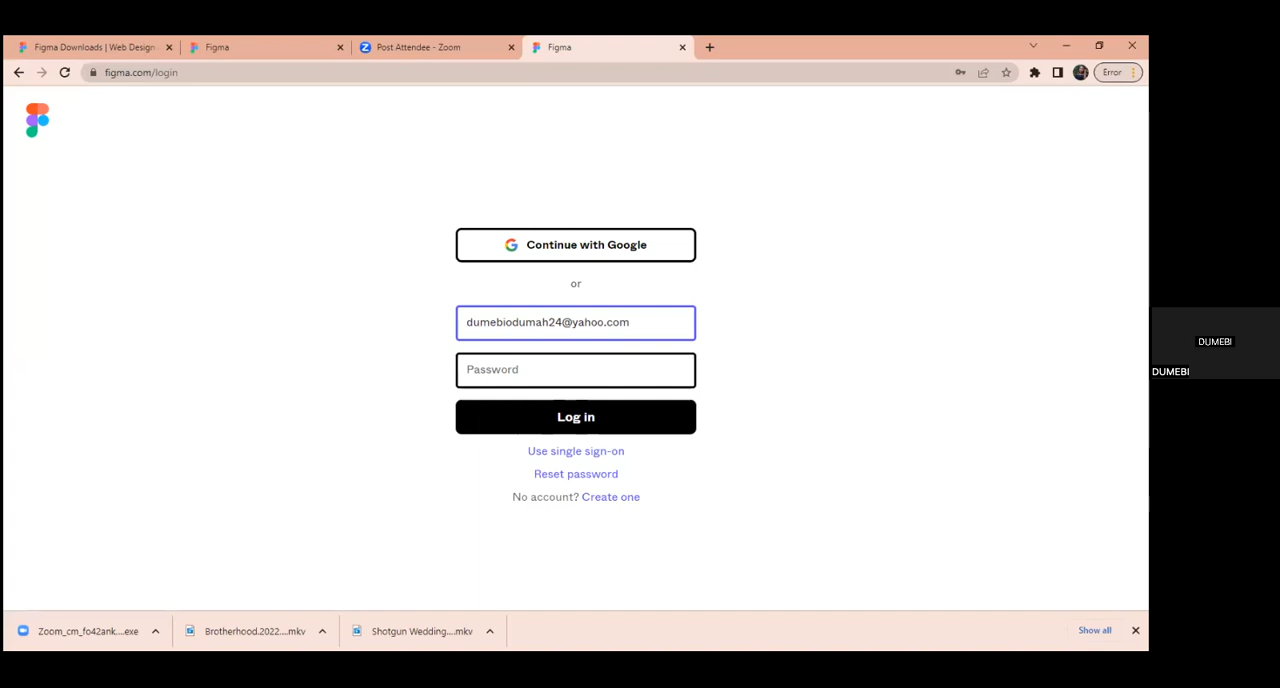 Figma Downloads | Web Design
Figma
Post Attendee - Zoom
Figma
figma.com/login
Error
Continue with Google
or
dumebiodumah24@yahoo.com
Password
Log in
Use single sign-on
Reset password
No account? Create one
DUMEBI
DUMEBI
Zoom_cm_fo42ank....exe
Brotherhood.2022....mkv
Shotgun Wedding....mkv
Show all